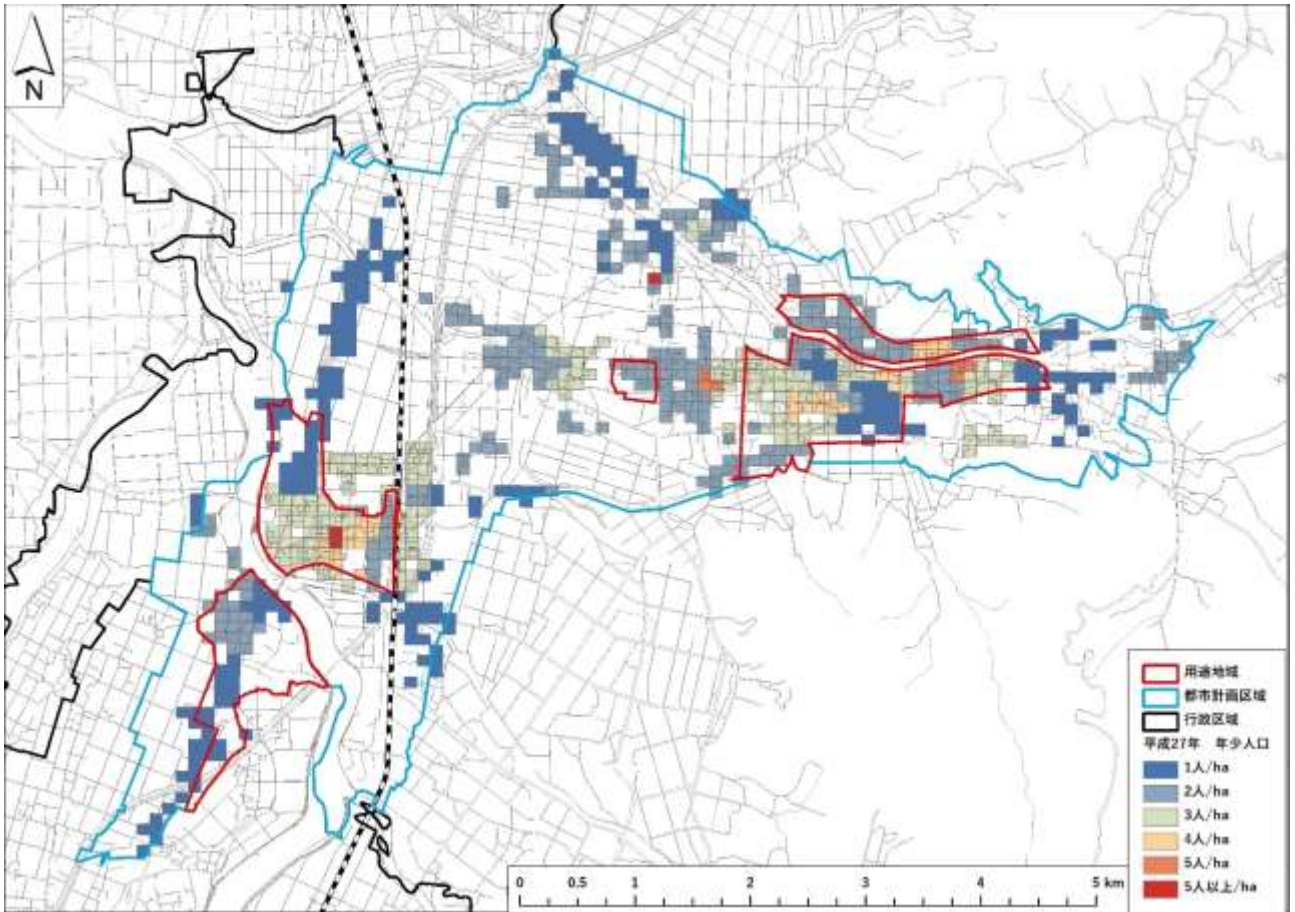 N
用途地域
都市計画区域
行政区域
平成27年 年少人口
1人/ha
2人/ha
3人/ha
4人/ha
5人/ha
5人以上/ha
0 0.5 1 2 3 4 5 km